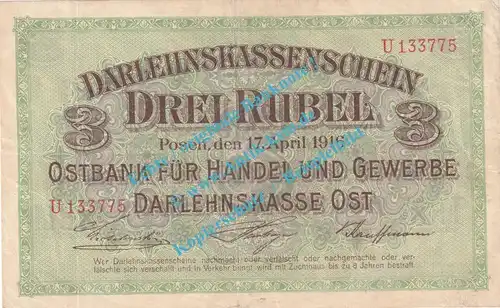 U 133775
DARLEHNSKASSENSCHEIN
3 DREI RUBEL 3
Posen, den 17. April 1916
OSTBANK FÜR HANDEL UND GEWERBE
U 133775 DARLEHNSKASSE OST
Kauffmann
Wer Darlehnskassenscheine nachmacht oder verfälscht oder nachgemachte oder ver-
fälschte sich verschafft und in Verkehr bringt wird mit Zuchthaus bis zu 8 Jahren bestraft.